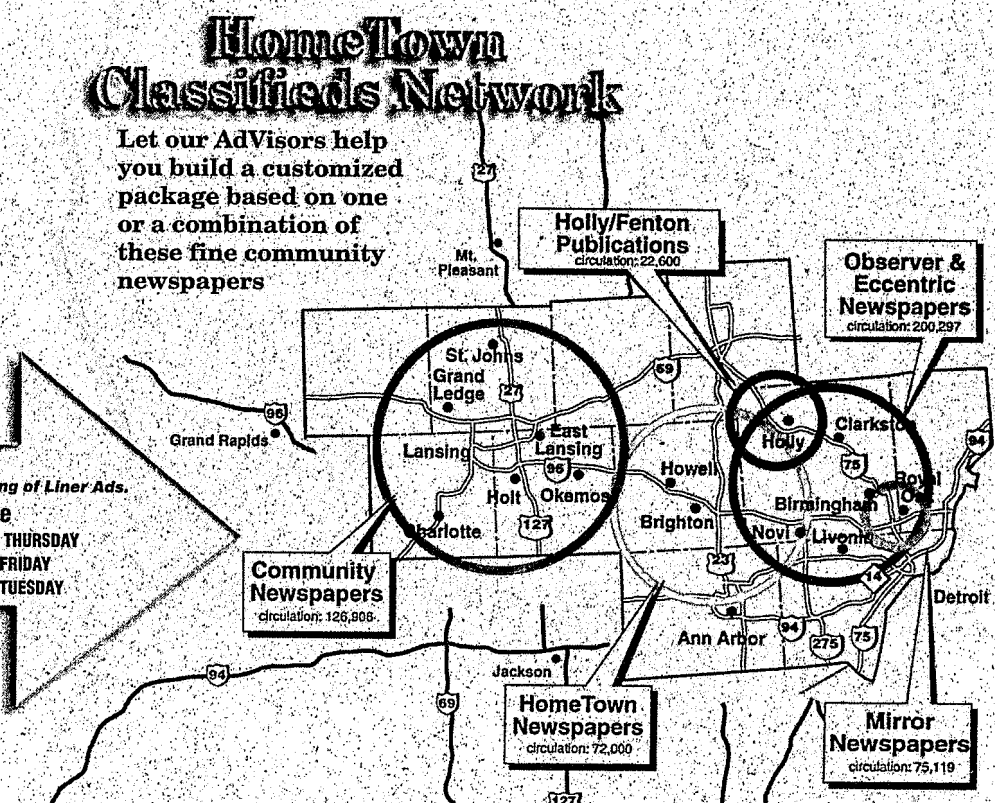 HomeTown
Classifieds Network
Let our AdVisors help
you build a customized
package based on one
or a combination of
these fine community
newspapers
27
Mt.
Pleasant
Holly/Fenton
Publications
circulation: 22,600
Observer &
Eccentric
Newspapers
circulation: 200,297
St. Johns
Grand
Ledge
27
69
96
Grand Rapids
Lansing
East
Lansing
96
Holt
Okemos
Charlotte
127
Howell
Brighton
Holly
Clarkston
75
94
Royal
Birmingham
Novi
Livonia
23
14
Detroit
ng of Liner Ads.
e
THURSDAY
FRIDAY
TUESDAY
Community
Newspapers
Ann Arbor
94
275
75
94
Jackson
69
HomeTown
Newspapers
circulation: 72,000
Mirror
Newspapers
circulation: 75,119
127